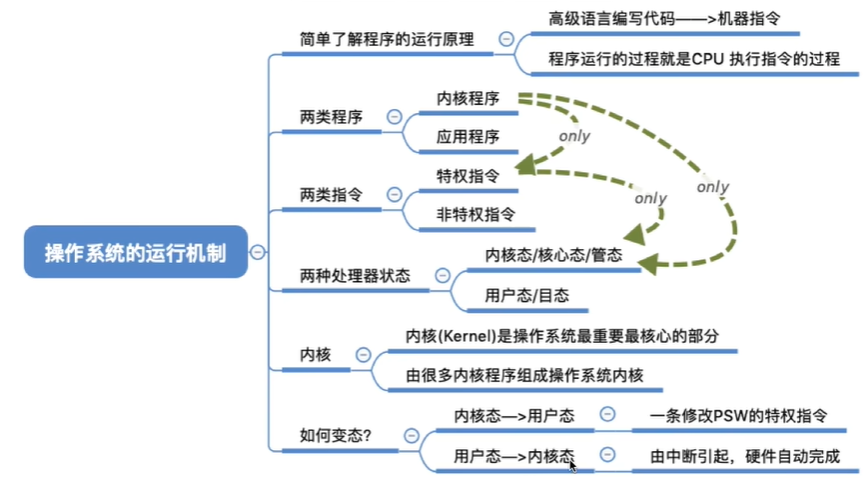 操作系统的运行机制
简单了解程序的运行原理
高级语言编写代码——>机器指令
程序运行的过程就是CPU 执行指令的过程
两类程序
内核程序
应用程序
only
两类指令
特权指令
非特权指令
only
only
两种处理器状态
内核态/核心态/管态
用户态/目态
内核
内核(Kernel)是操作系统最重要最核心的部分
由很多内核程序组成操作系统内核
如何变态?
内核态—>用户态
一条修改PSW的特权指令
用户态—>内核态
由中断引起，硬件自动完成